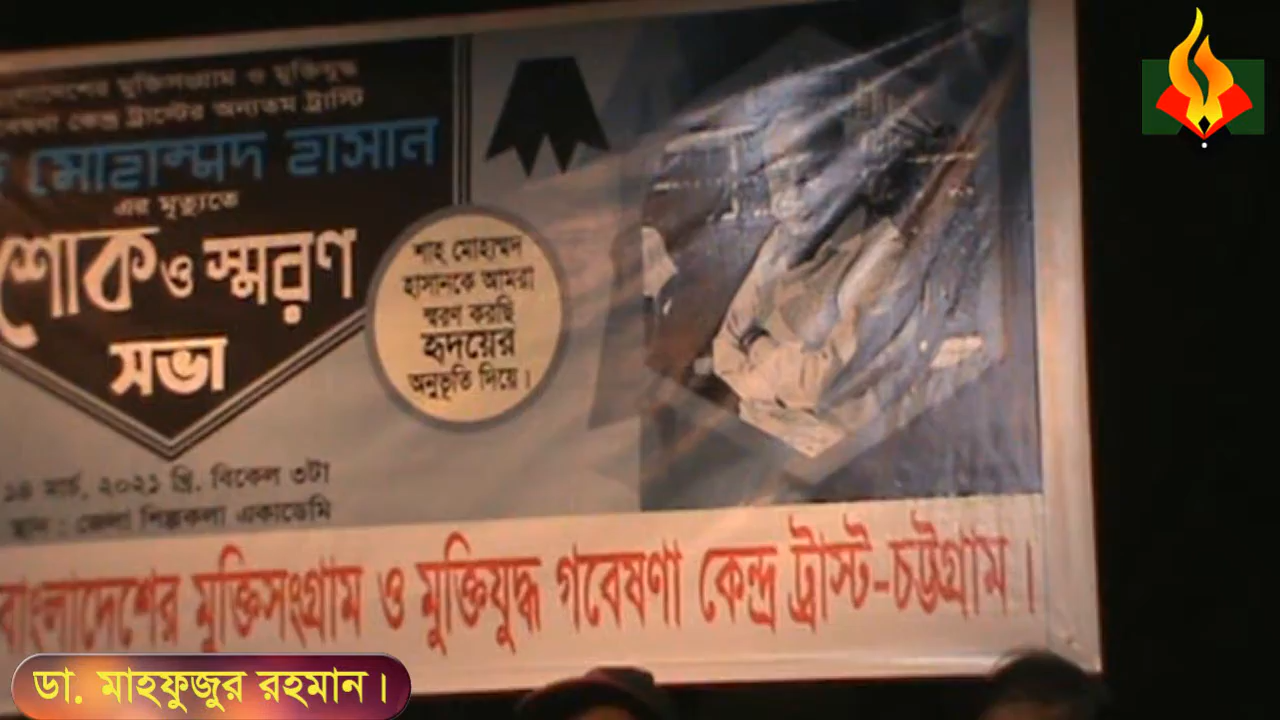 বাংলাদেশের মুক্তিসংগ্রাম ও মুক্তিযুদ্ধ
গবেষণা কেন্দ্র ট্রাস্টের অন্যতম ট্রাস্টি
মোহাম্মদ হাসান
এর মৃত্যুতে
শোক ও স্মরণ
সভা
শাহ মোহাম্মদ
হাসানকে আমরা
স্মরণ করছি
হৃদয়ের
অনুভূতি দিয়ে।
১৪ মার্চ, ২০২১ খ্রি. বিকেল ৩টা
স্থান : জেলা শিল্পকলা একাডেমি
বাংলাদেশের মুক্তিসংগ্রাম ও মুক্তিযুদ্ধ গবেষণা কেন্দ্র ট্রাস্ট-চট্টগ্রাম।
ডা. মাহফুজুর রহমান।